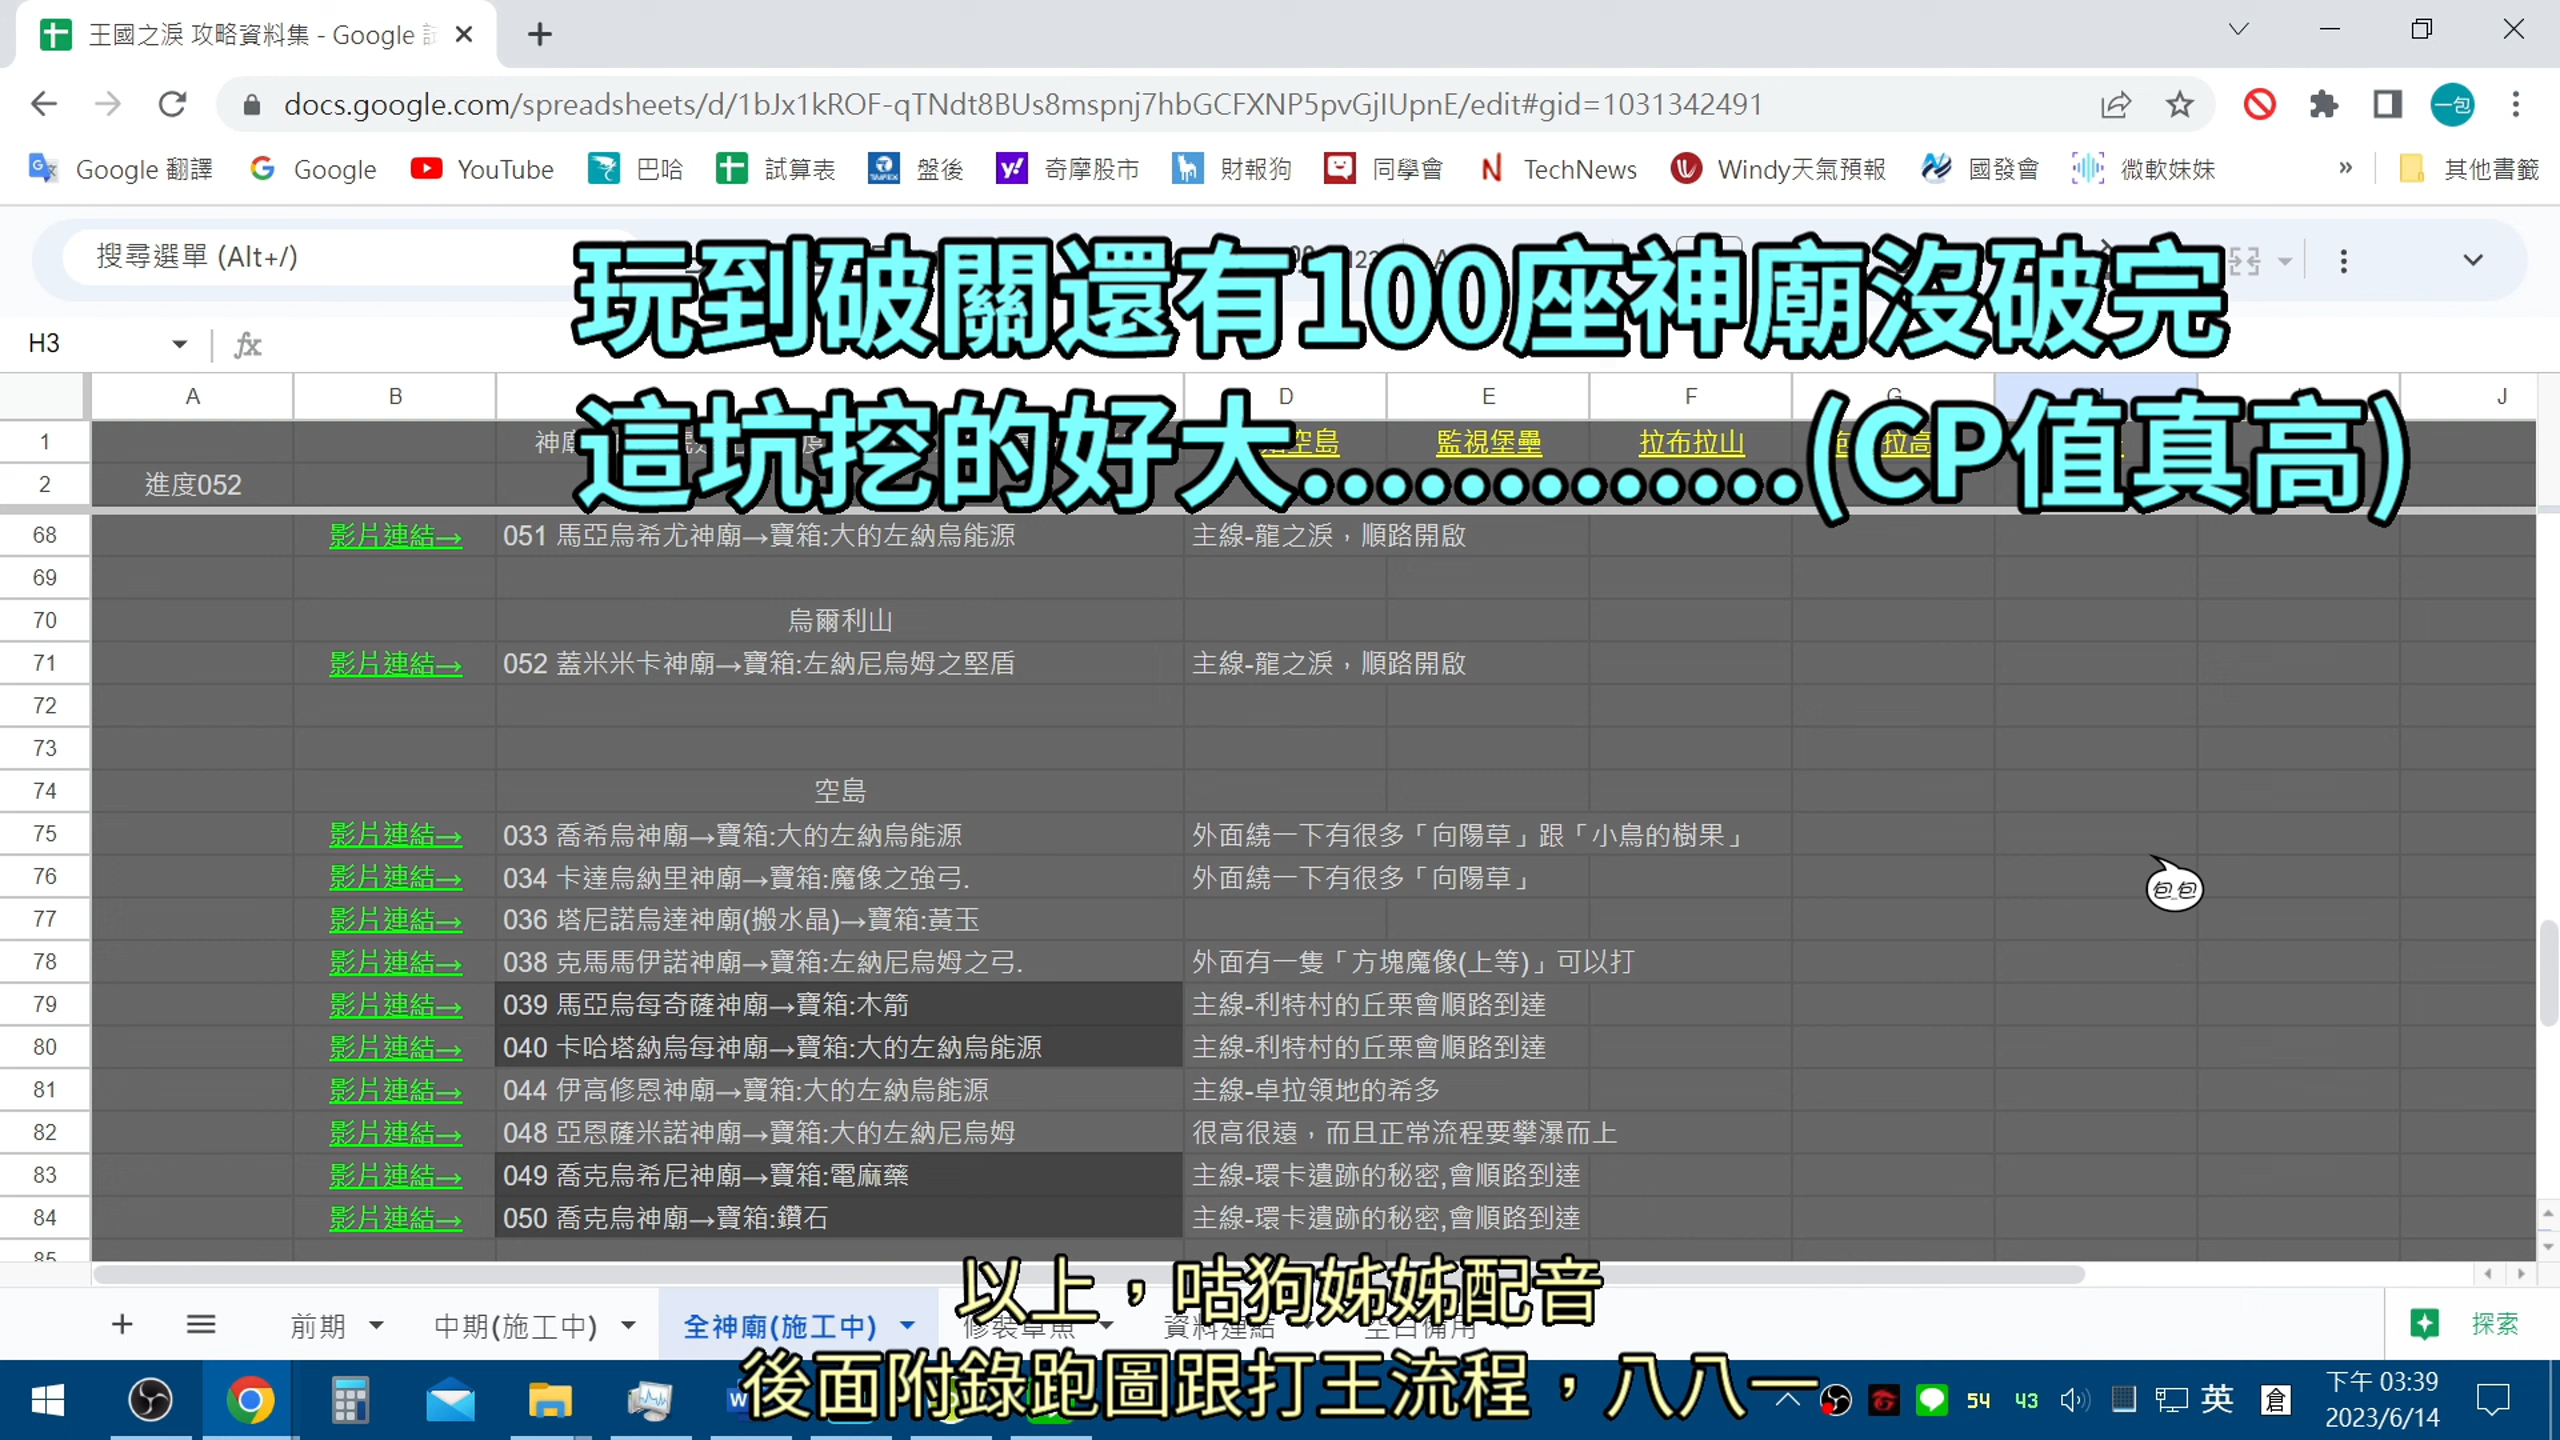 王國之淚 攻略資料集 - Google
docs.google.com/spreadsheets/d/1bJx1kROF-qTNdt8BUs8mspnj7hbGCFXNP5pvGjIUpnE/edit#gid=1031342491
一包
Google 翻譯 Google YouTube 巴哈 試算表 盤後 奇摩股市 財報狗 同學會 TechNews Windy天氣預報 國發會 微軟妹妹 » 其他書籤
搜尋選單 (Alt+/)
玩到破關還有100座神廟沒破完
H3 fx
A B D E F G J
這坑挖的好大.............(CP值真高)
1 空島 監視堡壘 拉布拉山
2 進度052
68 影片連結→ 051 馬亞烏希尤神廟→寶箱:大的左納烏能源 主線-龍之淚，順路開啟
69
70 烏爾利山
71 影片連結→ 052 蓋米米卡神廟→寶箱:左納尼烏姆之堅盾 主線-龍之淚，順路開啟
72
73
74 空島
75 影片連結→ 033 喬希烏神廟→寶箱:大的左納烏能源 外面繞一下有很多「向陽草」跟「小鳥的樹果」
76 影片連結→ 034 卡達烏納里神廟→寶箱:魔像之強弓. 外面繞一下有很多「向陽草」
包包
77 影片連結→ 036 塔尼諾烏達神廟(搬水晶)→寶箱:黃玉
78 影片連結→ 038 克馬馬伊諾神廟→寶箱:左納尼烏姆之弓. 外面有一隻「方塊魔像(上等)」可以打
79 影片連結→ 039 馬亞烏每奇薩神廟→寶箱:木箭 主線-利特村的丘栗會順路到達
80 影片連結→ 040 卡哈塔納烏每神廟→寶箱:大的左納烏能源 主線-利特村的丘栗會順路到達
81 影片連結→ 044 伊高修恩神廟→寶箱:大的左納烏能源 主線-卓拉領地的希多
82 影片連結→ 048 亞恩薩米諾神廟→寶箱:大的左納尼烏姆 很高很遠，而且正常流程要攀瀑而上
83 影片連結→ 049 喬克烏希尼神廟→寶箱:電麻藥 主線-環卡遺跡的秘密,會順路到達
84 影片連結→ 050 喬克烏神廟→寶箱:鑽石 主線-環卡遺跡的秘密,會順路到達
85
以上，咕狗姊姊配音
前期 中期(施工中) 全神廟(施工中) 修裝草魚 資料連結 空白備用 探索
後面附錄跑圖跟打王流程，八八一
54 43 英 倉 下午 03:39
2023/6/14